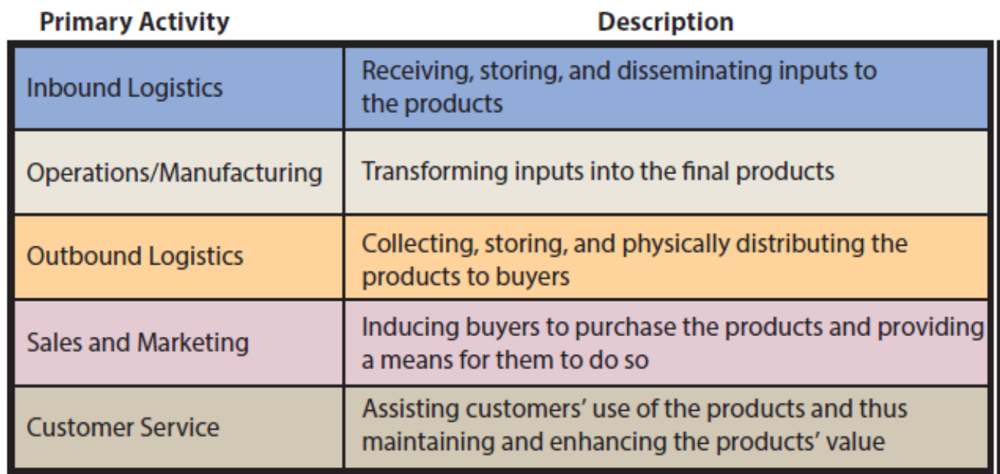 Primary Activity Description
Inbound Logistics
Receiving, storing, and disseminating inputs to
the products
Operations/Manufacturing
Transforming inputs into the final products
Outbound Logistics
Collecting, storing, and physically distributing the
products to buyers
Sales and Marketing
Inducing buyers to purchase the products and providing
a means for them to do so
Customer Service
Assisting customers’ use of the products and thus
maintaining and enhancing the products’ value